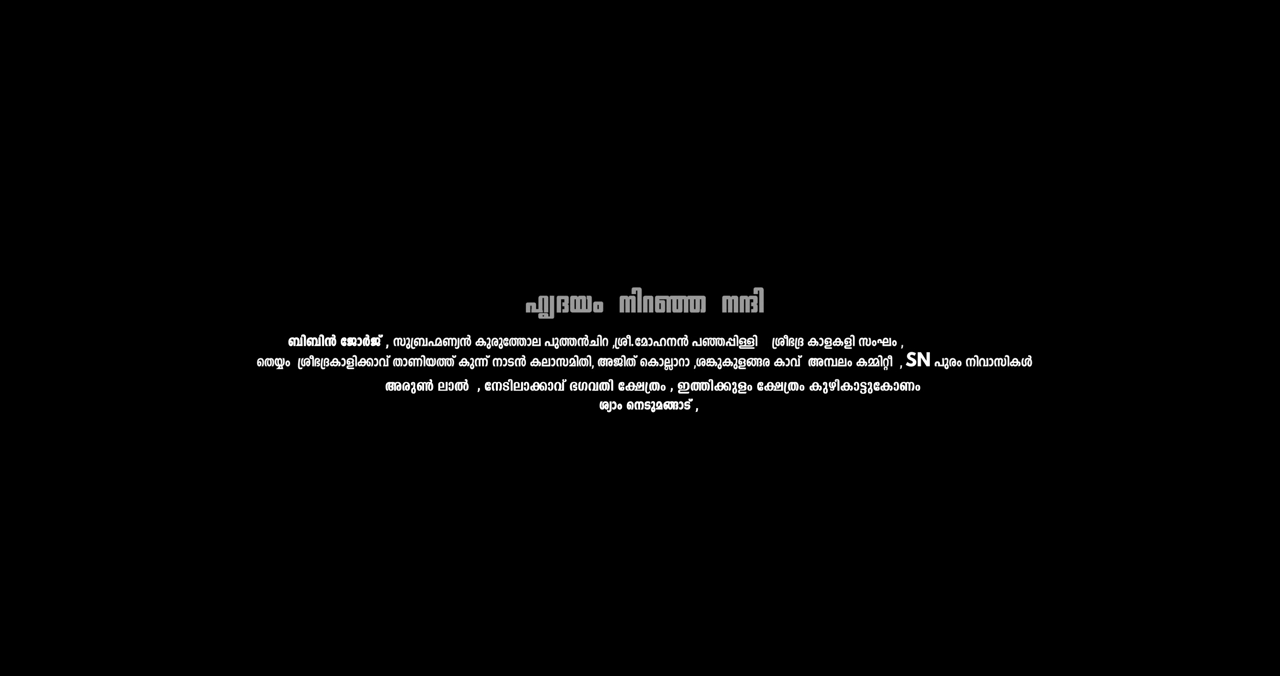 ഹൃദയം നിറഞ്ഞ നന്ദി
ബിബിൻ ജോർജ് , സുബ്രഹ്മണ്യൻ കുരുത്തോല പുത്തൻചിറ ,ശ്രീ.മോഹനൻ പഞ്ഞപ്പിള്ളി ശ്രീഭദ്ര കാളകളി സംഘം ,
തെയ്യം ശ്രീഭദ്രകാളിക്കാവ് താണിയത്ത് കുന്ന് നാടൻ കലാസമിതി, അജിത് കൊല്ലാറാ ,ശങ്കുകുളങ്ങര കാവ് അമ്പലം കമ്മിറ്റീ , SN പുരം നിവാസികൾ
അരുൺ ലാൽ , നേടിലാക്കാവ് ഭഗവതി ക്ഷേത്രം , ഇത്തിക്കുളം ക്ഷേത്രം കുഴികാട്ടുകോണം
ശ്യാം നെടുമങ്ങാട് ,